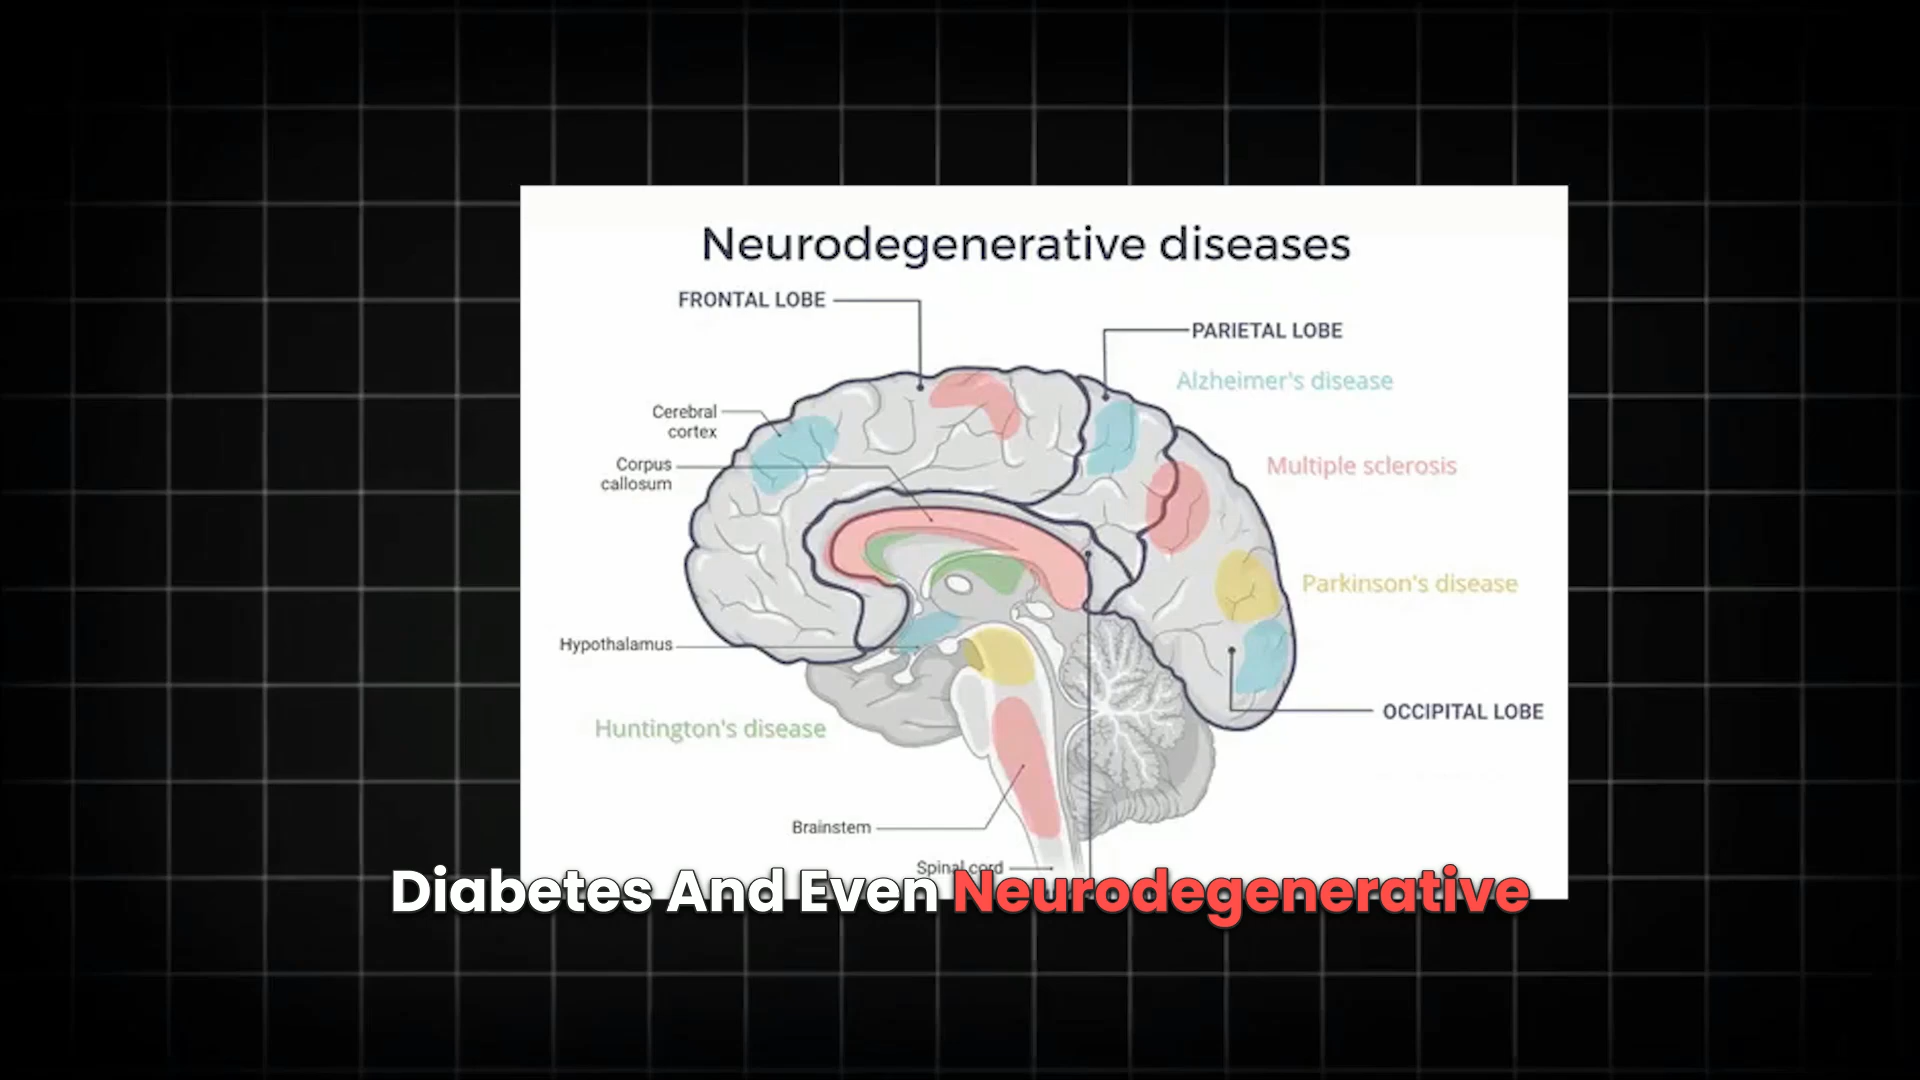 Neurodegenerative diseases
FRONTAL LOBE
PARIETAL LOBE
Alzheimer's disease
Cerebral
cortex
Corpus
callosum
Multiple sclerosis
Parkinson's disease
Hypothalamus
OCCIPITAL LOBE
Huntington's disease
Brainstem
Spinal cord
Diabetes And Even Neurodegenerative